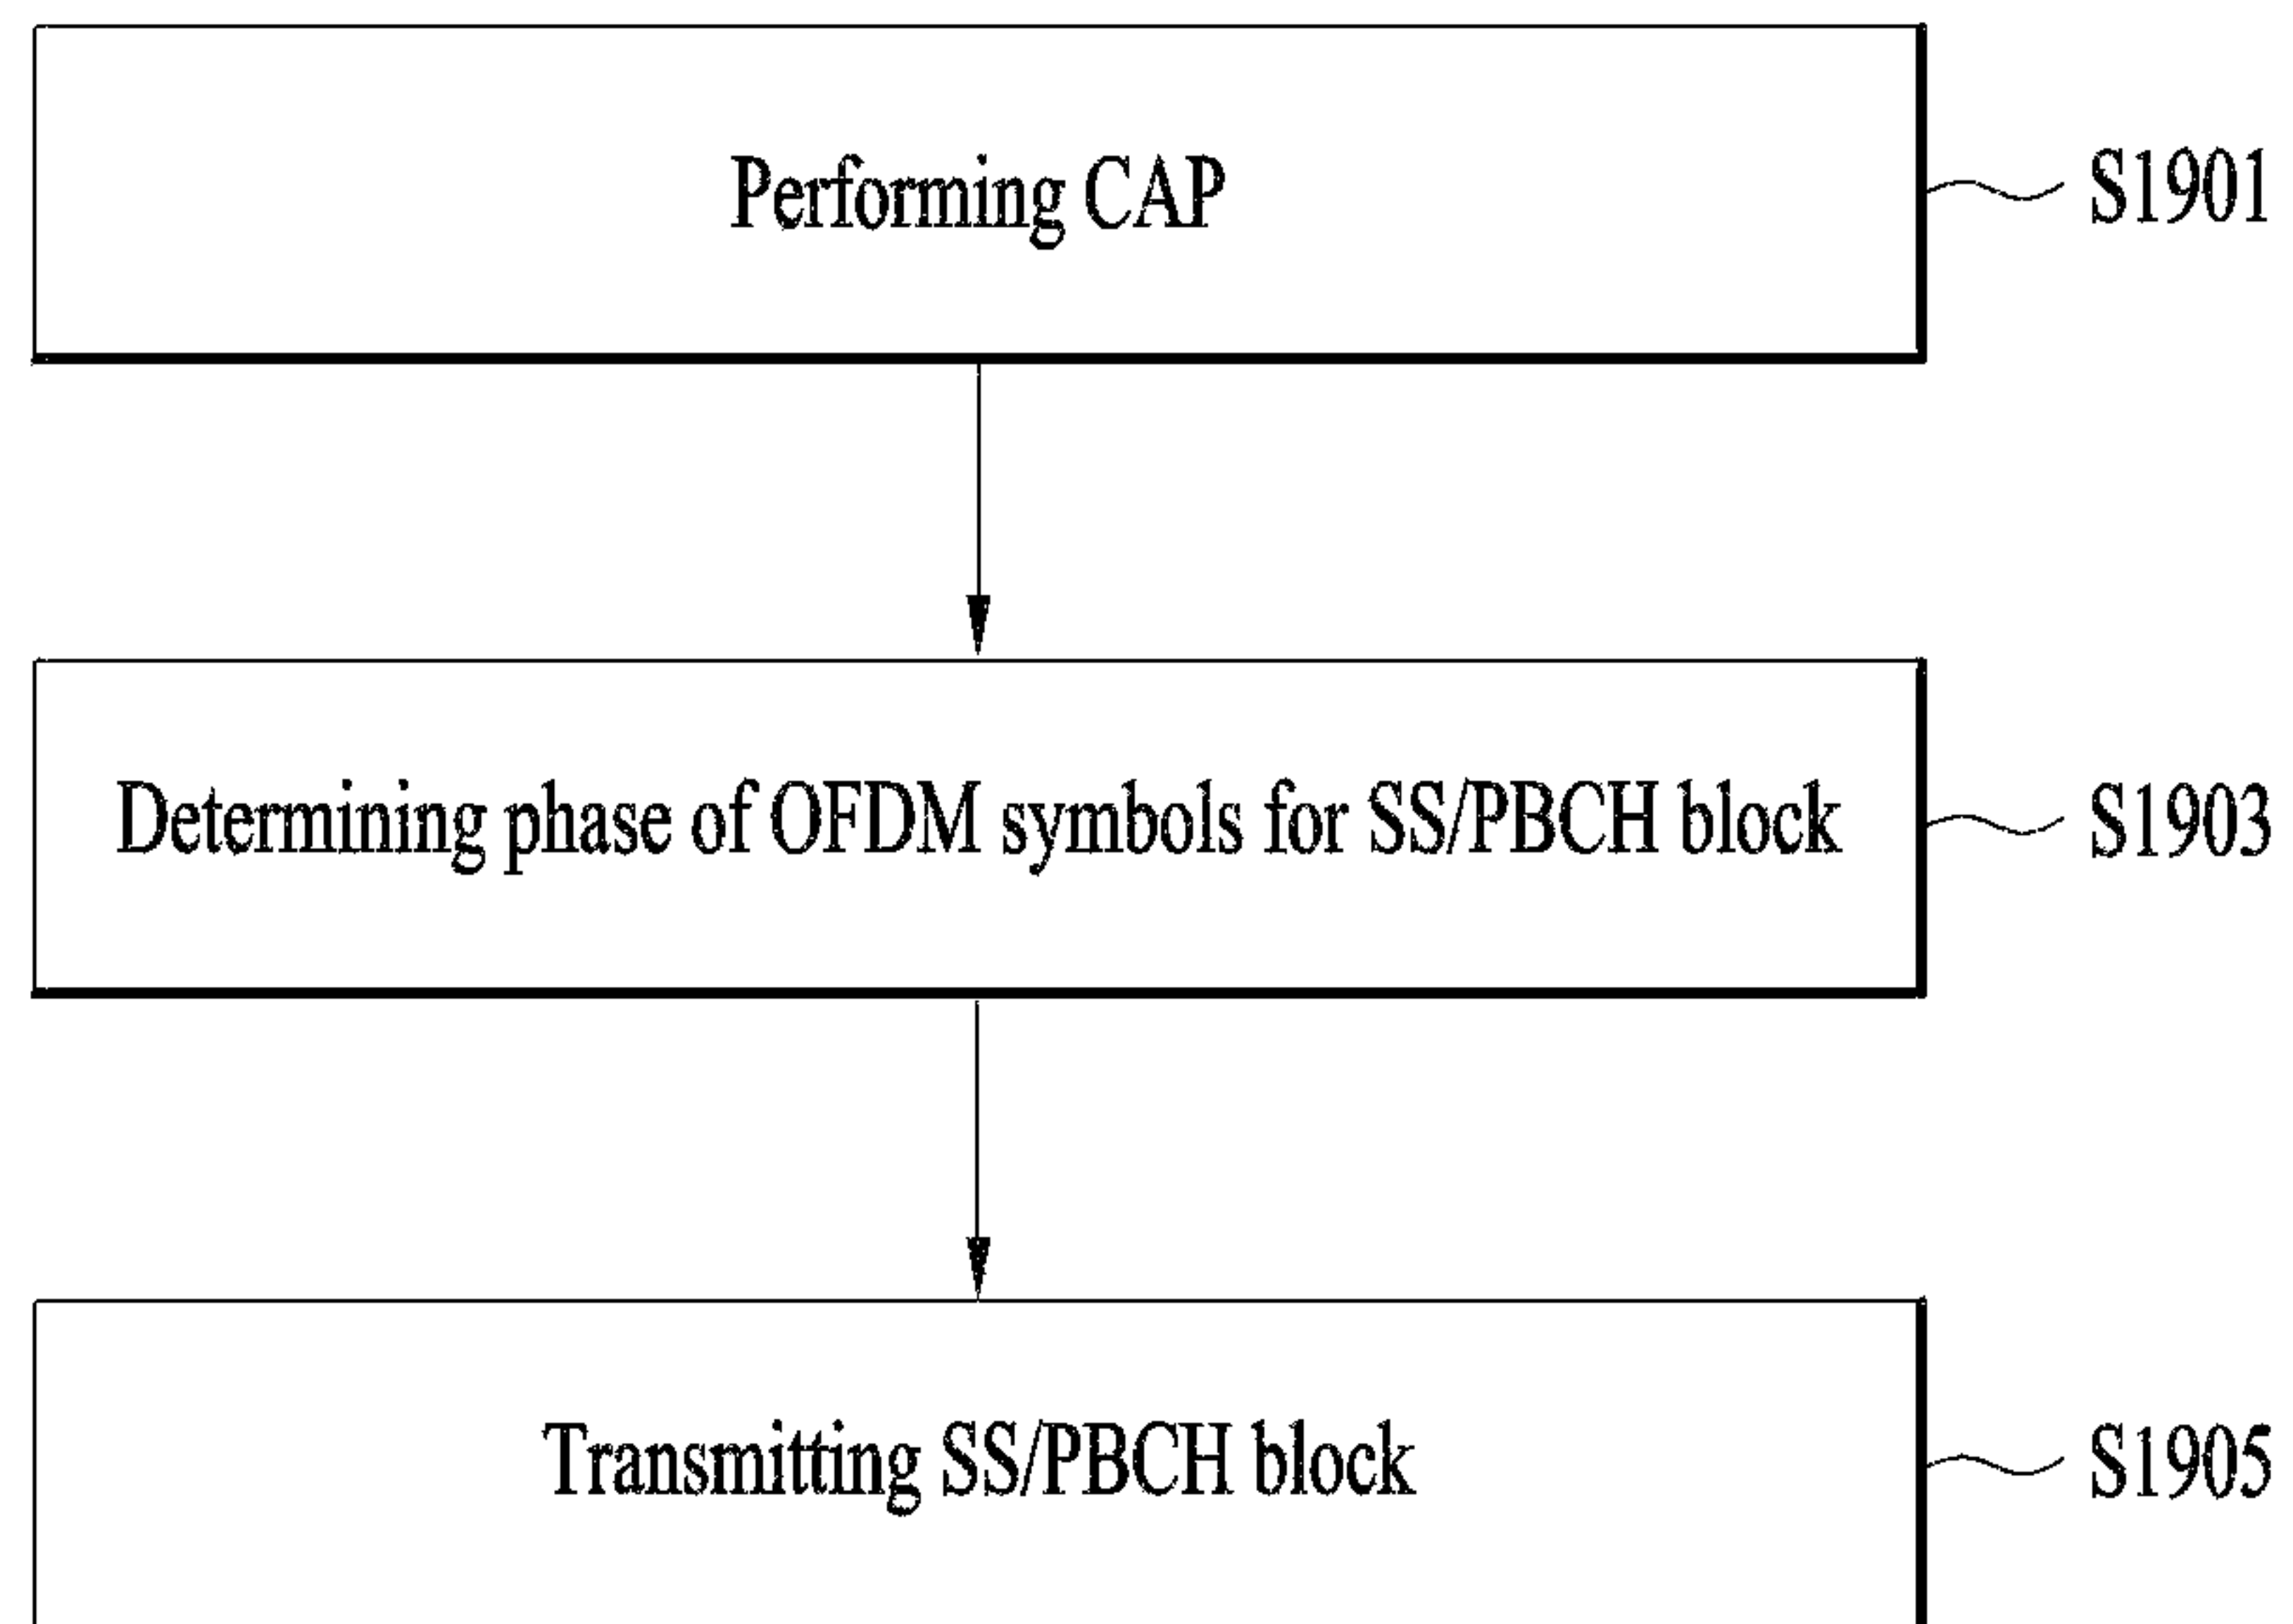 Performing CAP
S1901
Determining phase of OFDM symbols for SS/PBCH block
S1903
Transmitting SS/PBCH block
S1905